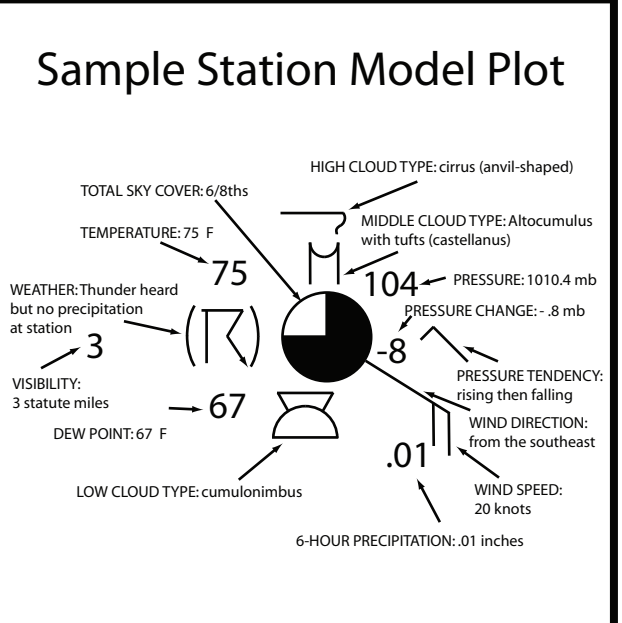 Sample Station Model Plot
HIGH CLOUD TYPE: cirrus (anvil-shaped)
TOTAL SKY COVER: 6/8ths
MIDDLE CLOUD TYPE: Altocumulus
with tufts (castellanus)
TEMPERATURE: 75 F
75
104
PRESSURE: 1010.4 mb
WEATHER: Thunder heard
but no precipitation
at station
PRESSURE CHANGE: - .8 mb
3
-8
VISIBILITY:
3 statute miles
PRESSURE TENDENCY:
rising then falling
67
DEW POINT: 67 F
WIND DIRECTION:
from the southeast
.01
LOW CLOUD TYPE: cumulonimbus
WIND SPEED:
20 knots
6-HOUR PRECIPITATION: .01 inches